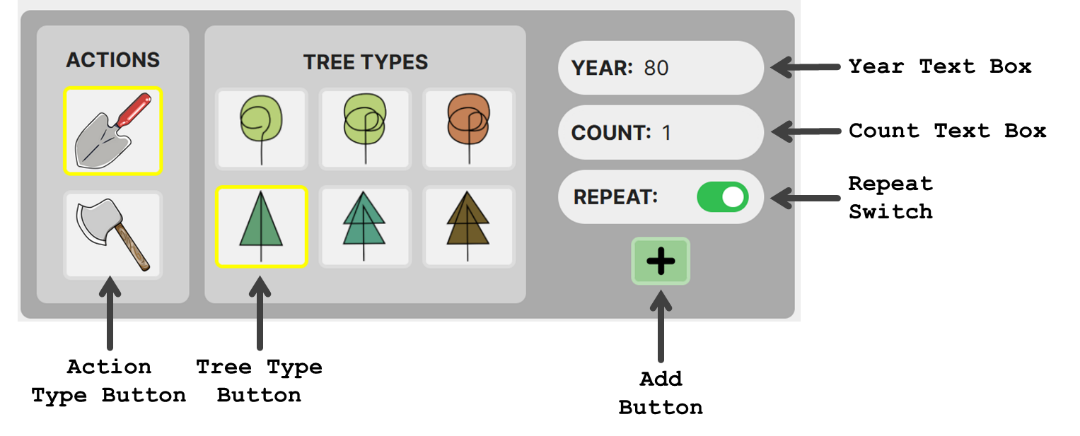 ACTIONS
TREE TYPES
YEAR: 80
COUNT: 1
REPEAT:
Year Text Box
Count Text Box
Repeat
Switch
Action
Type Button
Tree Type
Button
Add
Button